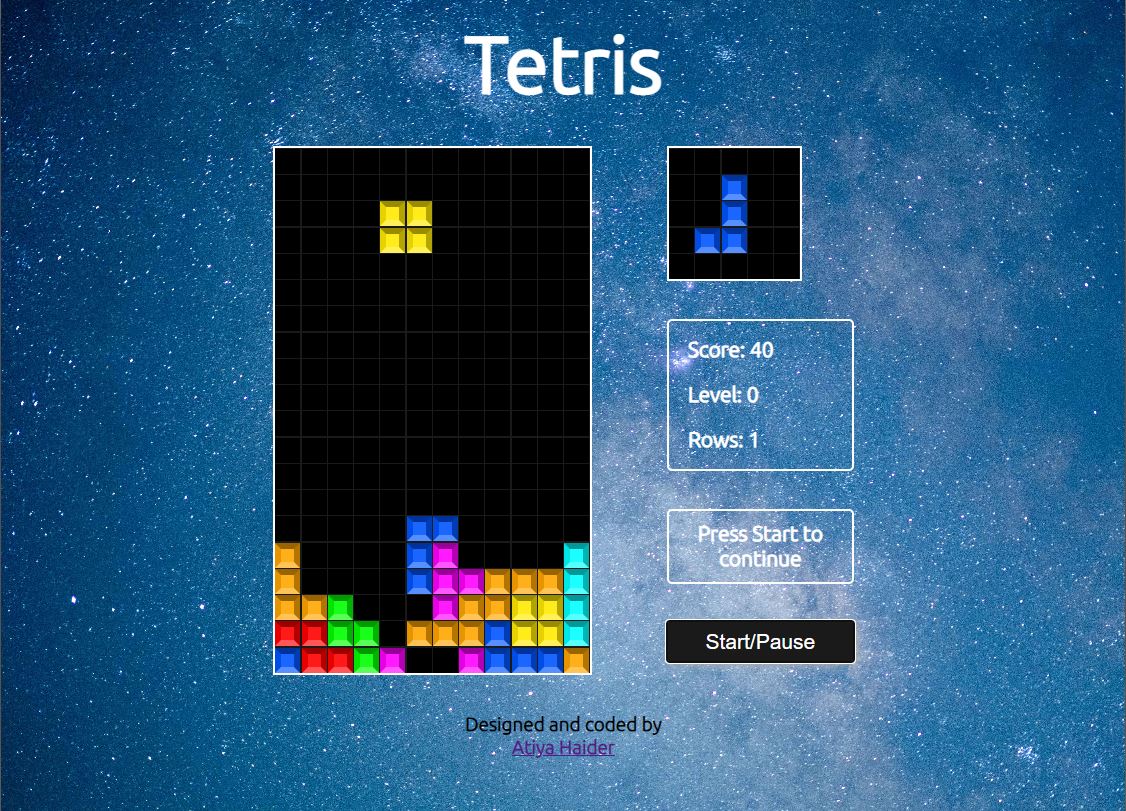 Tetris
Score: 40
Level: 0
Rows: 1
Press Start to
continue
Start/Pause
Designed and coded by
Atiya Haider